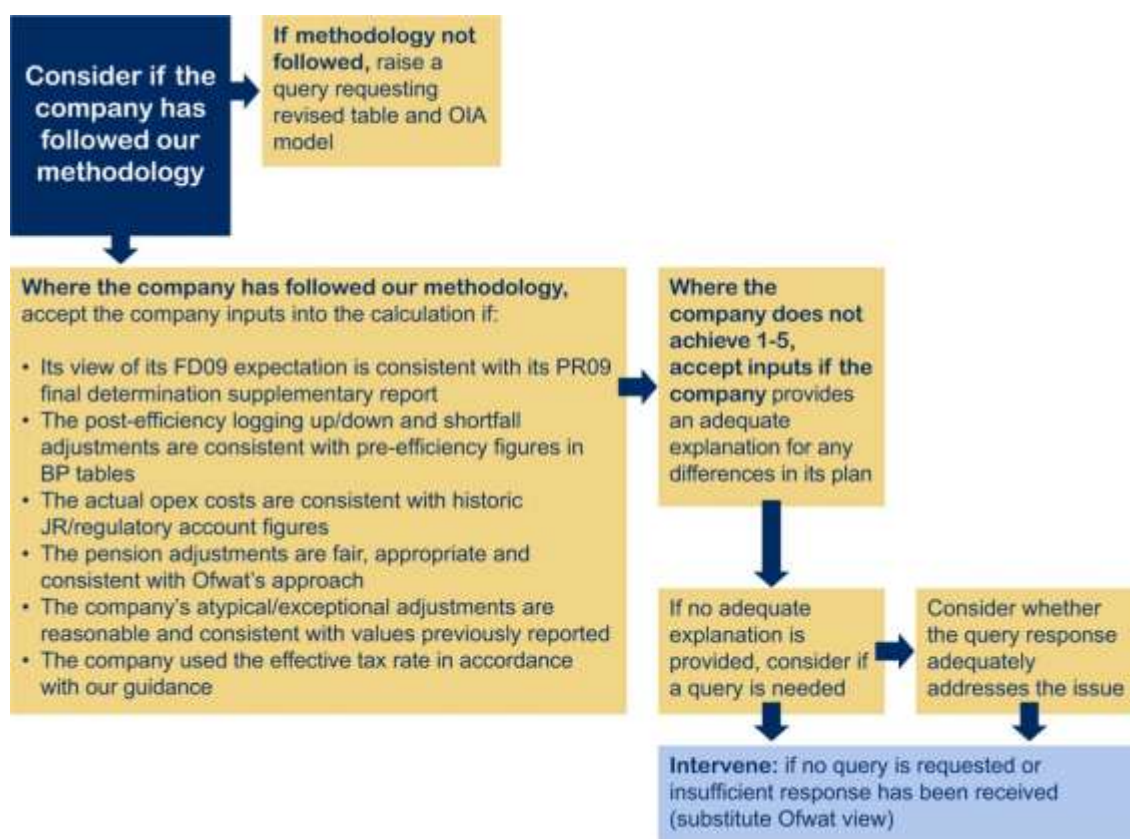 Consider if the
company has
followed our
methodology
If methodology not
followed, raise a
query requesting
revised table and OIA
model
Where the company has followed our methodology,
accept the company inputs into the calculation if:
• Its view of its FD09 expectation is consistent with its PR09
final determination supplementary report
• The post-efficiency logging up/down and shortfall
adjustments are consistent with pre-efficiency figures in
BP tables
• The actual opex costs are consistent with historic
JR/regulatory account figures
• The pension adjustments are fair, appropriate and
consistent with Ofwat's approach
• The company's atypical/exceptional adjustments are
reasonable and consistent with values previously reported
• The company used the effective tax rate in accordance
with our guidance
Where the
company does not
achieve 1-5,
accept inputs if the
company provides
an adequate
explanation for any
differences in its plan
If no adequate
explanation is
provided, consider if
a query is needed
Consider whether
the query response
adequately
addresses the issue
Intervene: if no query is requested or
insufficient response has been received
(substitute Ofwat view)